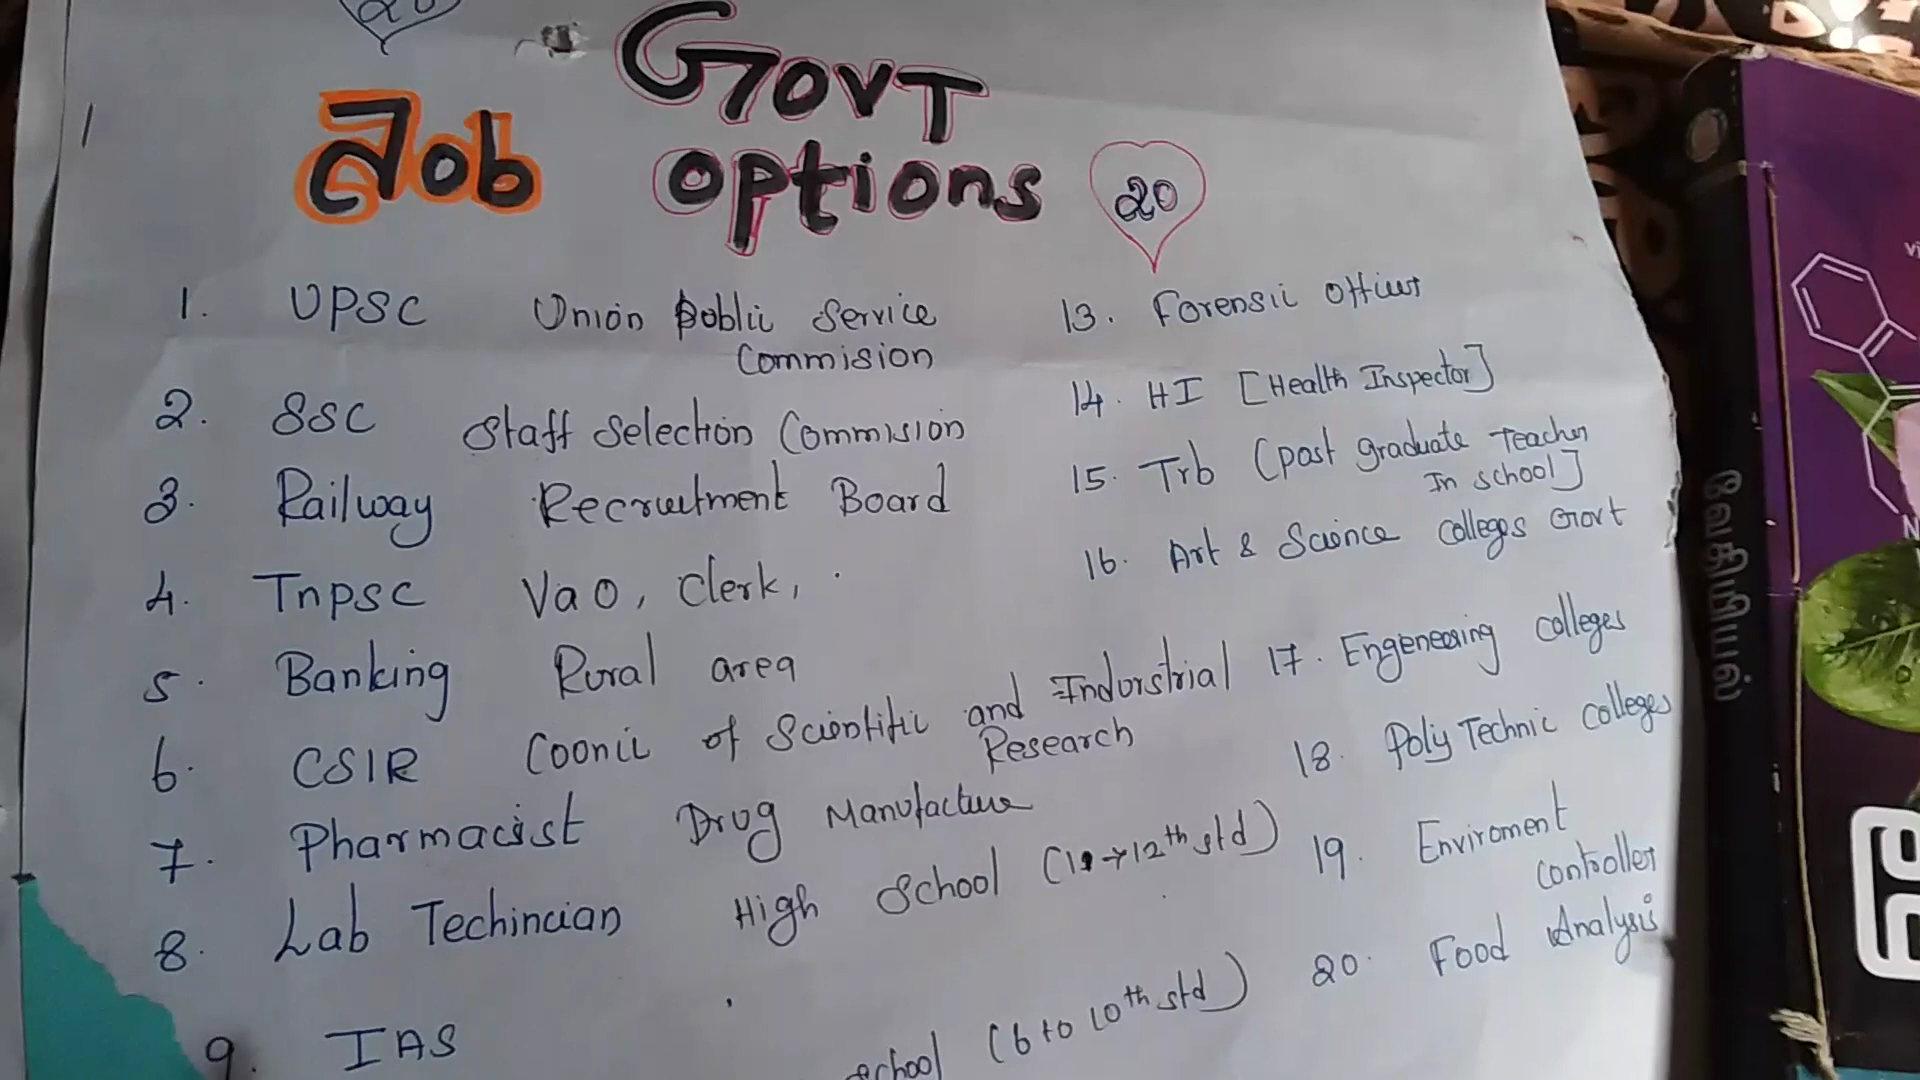 20
GOVT
Job options
20
1. UPSC Union Public Service
Commision
2. SSC Staff Selection Commision
3. Railway Recruitment Board
4. Tnpsc Vao, Clerk,
5. Banking Rural area
6. CSIR Coonic of Scientific and Indurstrial
Research
7. Pharmacist Drug Manufacture
8. Lab Techincian High School (11→12th std)
9. IAS
school (6 to 10th std)
13. Forensic officer
14. HI [Health Inspector]
15. Trb (post graduate Teacher
In school]
16. Art & Science colleges Govt
17. Engeneering colleges
18. Poly Technic colleges
19. Enviroment
controller
20. Food Analysis
வேதியியல்